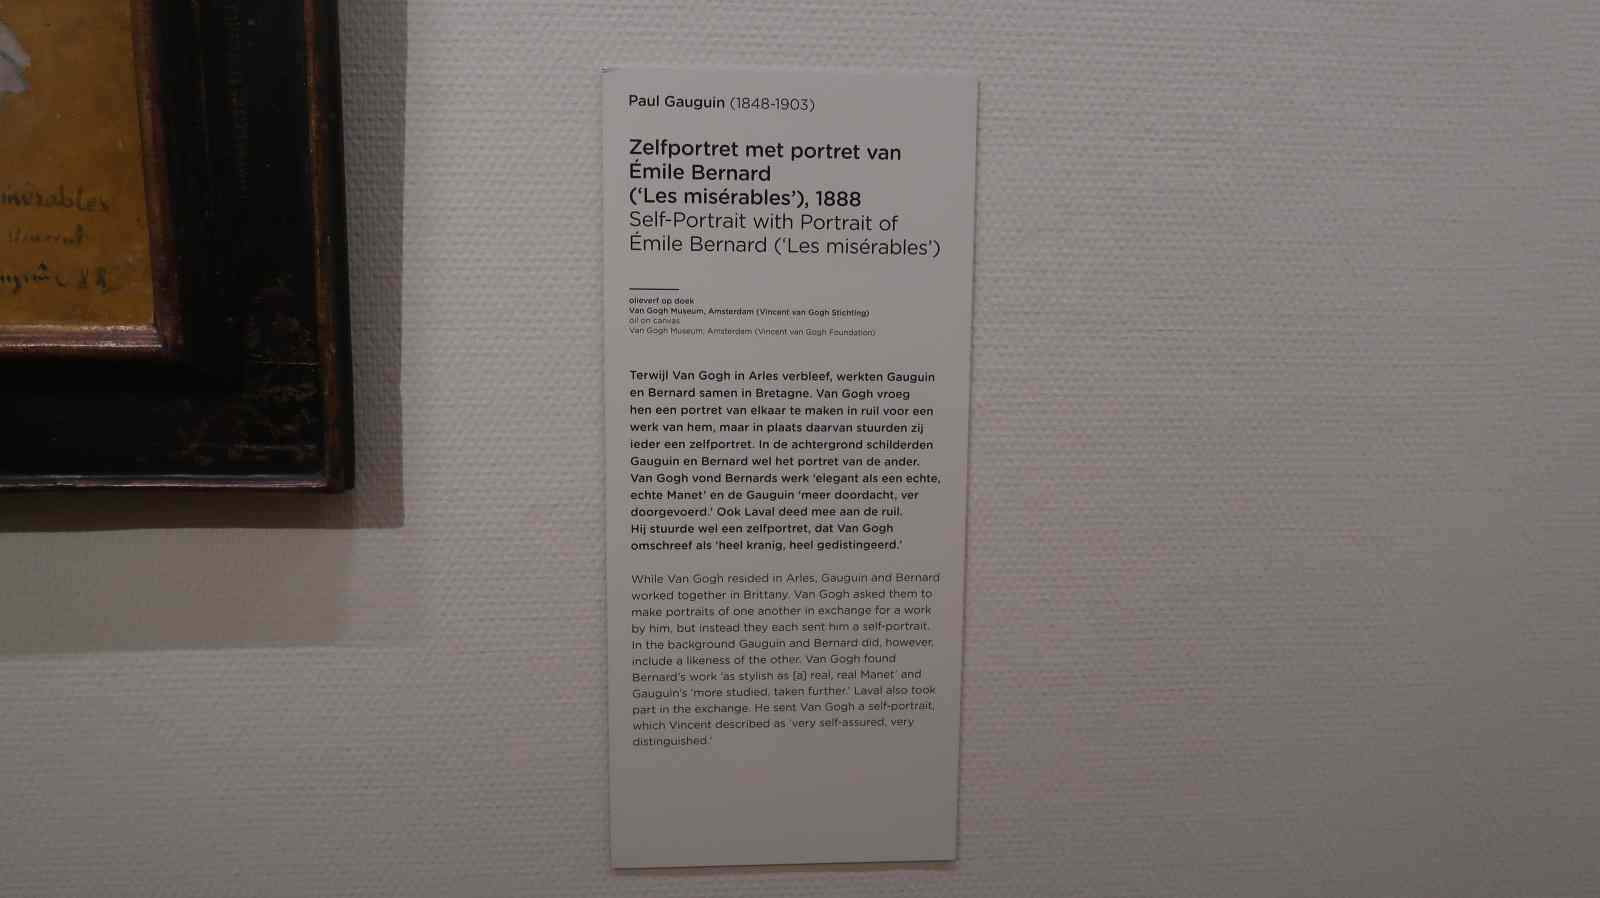 Paul Gauguin (1848-1903)
Zelfportret met portret van
Émile Bernard
(‘Les misérables’), 1888
Self-Portrait with Portrait of
Émile Bernard (‘Les misérables’)
olieverf op doek
Van Gogh Museum, Amsterdam (Vincent van Gogh Stichting)
oil on canvas
Van Gogh Museum, Amsterdam (Vincent van Gogh Foundation)
Terwijl Van Gogh in Arles verbleef, werkten Gauguin
en Bernard samen in Bretagne. Van Gogh vroeg
hen een portret van elkaar te maken in ruil voor een
werk van hem, maar in plaats daarvan stuurden zij
ieder een zelfportret. In de achtergrond schilderden
Gauguin en Bernard wel het portret van de ander.
Van Gogh vond Bernards werk ‘elegant als een echte,
echte Manet’ en de Gauguin ‘meer doordacht, ver
doorgevoerd.’ Ook Laval deed mee aan de ruil.
Hij stuurde wel een zelfportret, dat Van Gogh
omschreef als ‘heel kranig, heel gedistingeerd.’
While Van Gogh resided in Arles, Gauguin and Bernard
worked together in Brittany. Van Gogh asked them to
make portraits of one another in exchange for a work
by him, but instead they each sent him a self-portrait.
In the background Gauguin and Bernard did, however,
include a likeness of the other. Van Gogh found
Bernard’s work ‘as stylish as [a] real, real Manet’ and
Gauguin’s ‘more studied, taken further.’ Laval also took
part in the exchange. He sent Van Gogh a self-portrait,
which Vincent described as ‘very self-assured, very
distinguished.’
88